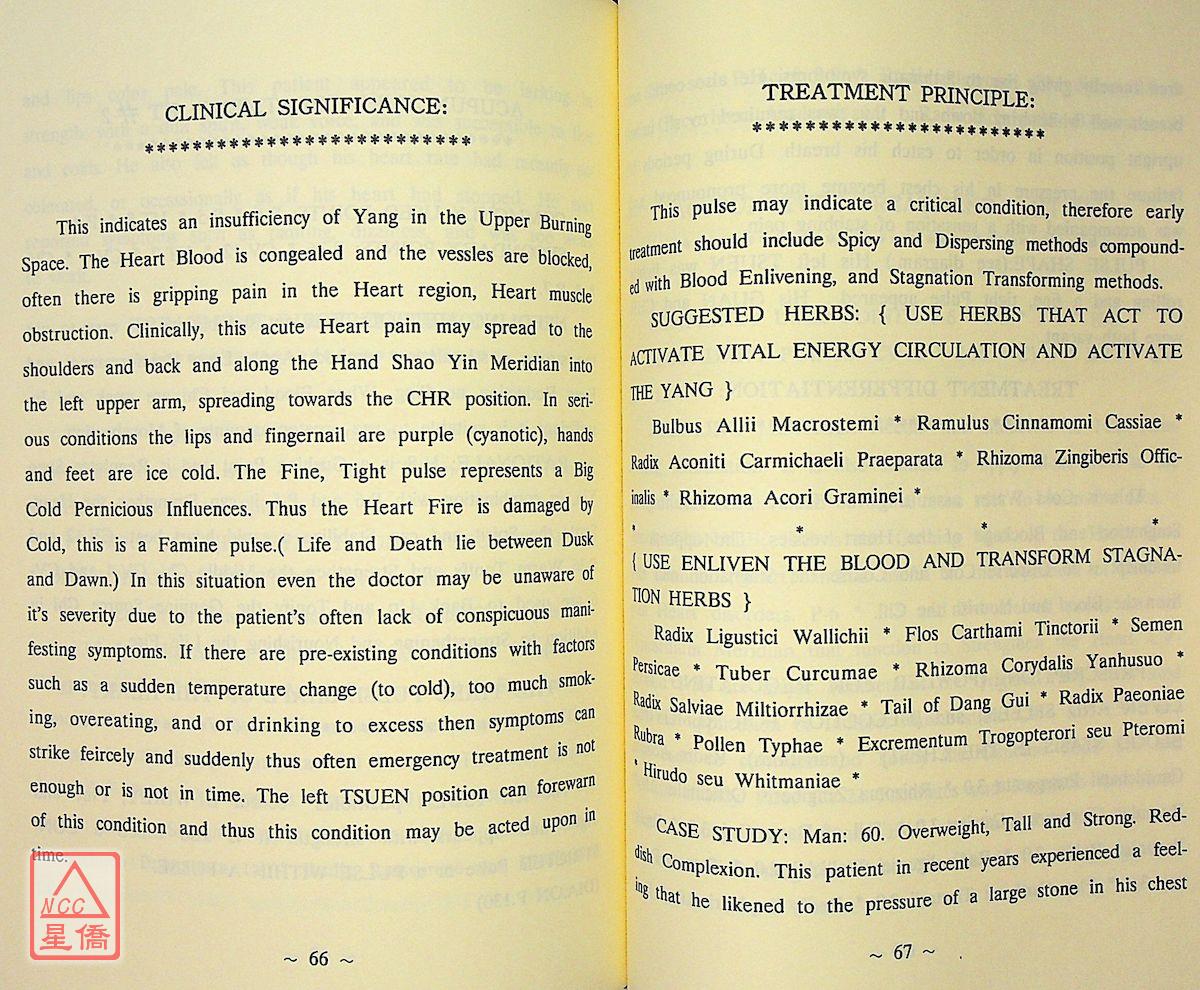 CLINICAL SIGNIFICANCE:
***************************
This indicates an insufficiency of Yang in the Upper Burning
Space. The Heart Blood is congealed and the vessles are blocked,
often there is gripping pain in the Heart region, Heart muscle
obstruction. Clinically, this acute Heart pain may spread to the
shoulders and back and along the Hand Shao Yin Meridian into
the left upper arm, spreading towards the CHR position. In seri-
ous conditions the lips and fingernail are purple (cyanotic), hands
and feet are ice cold. The Fine, Tight pulse represents a Big
Cold Pernicious Influences. Thus the Heart Fire is damaged by
Cold, this is a Famine pulse.( Life and Death lie between Dusk
and Dawn.) In this situation even the doctor may be unaware of
it's severity due to the patient's often lack of conspicuous mani-
festing symptoms. If there are pre-existing conditions with factors
such as a sudden temperature change (to cold), too much smok-
ing, overeating, and or drinking to excess then symptoms can
strike feircely and suddenly thus often emergency treatment is not
enough or is not in time. The left TSUEN position can forewarn
of this condition and thus this condition may be acted upon in
time.
NCC
星僑
~ 66 ~
TREATMENT PRINCIPLE:
*************************
This pulse may indicate a critical condition, therefore early
treatment should include Spicy and Dispersing methods compound-
ed with Blood Enlivening, and Stagnation Transforming methods.
SUGGESTED HERBS: { USE HERBS THAT ACT TO
ACTIVATE VITAL ENERGY CIRCULATION AND ACTIVATE
THE YANG }
Bulbus Allii Macrostemi * Ramulus Cinnamomi Cassiae *
Radix Aconiti Carmichaeli Praeparata * Rhizoma Zingiberis Offic-
inalis * Rhizoma Acori Graminei *
* * * *
{ USE ENLIVEN THE BLOOD AND TRANSFORM STAGNA-
TION HERBS }
Radix Ligustici Wallichii * Flos Carthami Tinctorii * Semen
Persicae * Tuber Curcumae * Rhizoma Corydalis Yanhusuo *
Radix Salviae Miltiorrhizae * Tail of Dang Gui * Radix Paeoniae
Rubra * Pollen Typhae * Excrementum Trogopterori seu Pteromi
* Hirudo seu Whitmaniae *
CASE STUDY: Man: 60. Overweight, Tall and Strong. Red-
dish Complexion. This patient in recent years experienced a feel-
ing that he likened to the pressure of a large stone in his chest
~ 67 ~